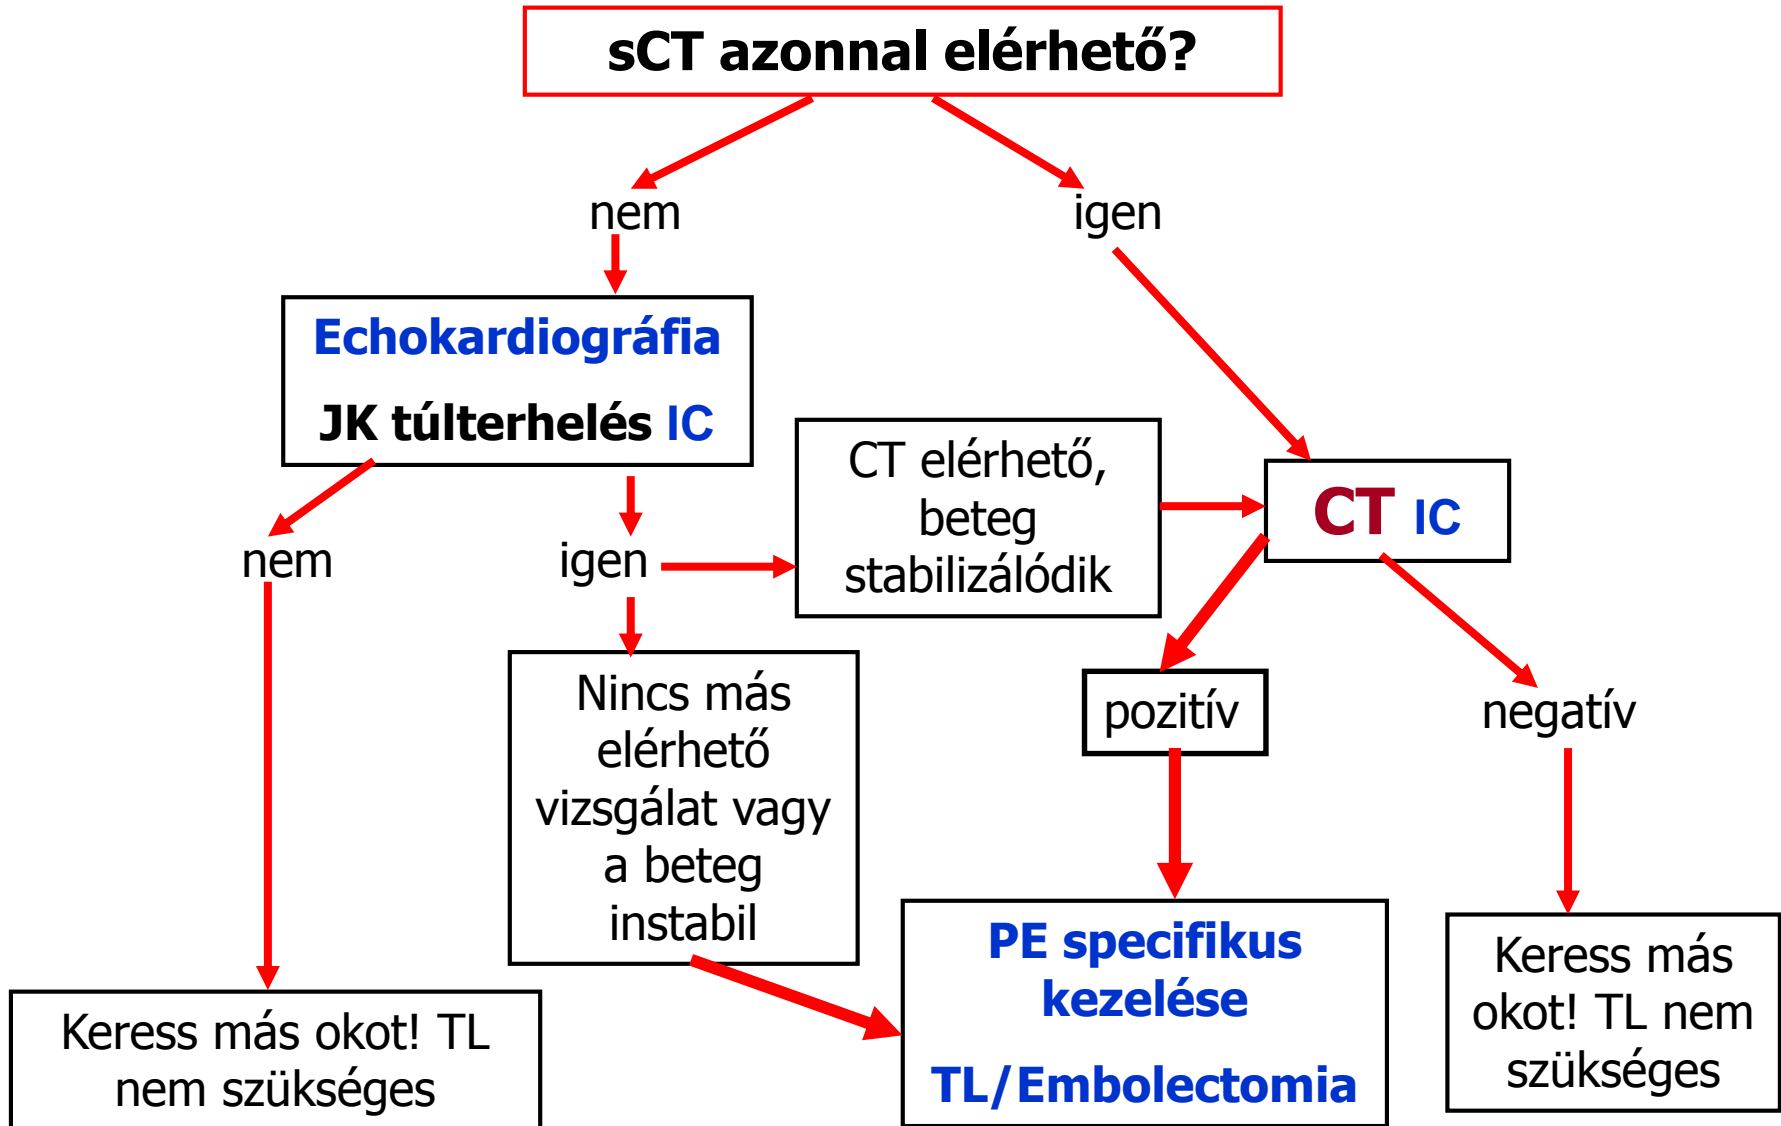 sCT azonnal elérhető?
nem
igen
Echokardiográfia
JK túlterhelés IC
CT elérhető,
beteg
stabilizálódik
CT IC
nem
igen
Nincs más
elérhető
vizsgálat vagy
a beteg
instabil
pozitív
negatív
Keress más okot! TL
nem szükséges
PE specifikus
kezelése
TL/Embolectomia
Keress más
okot! TL nem
szükséges